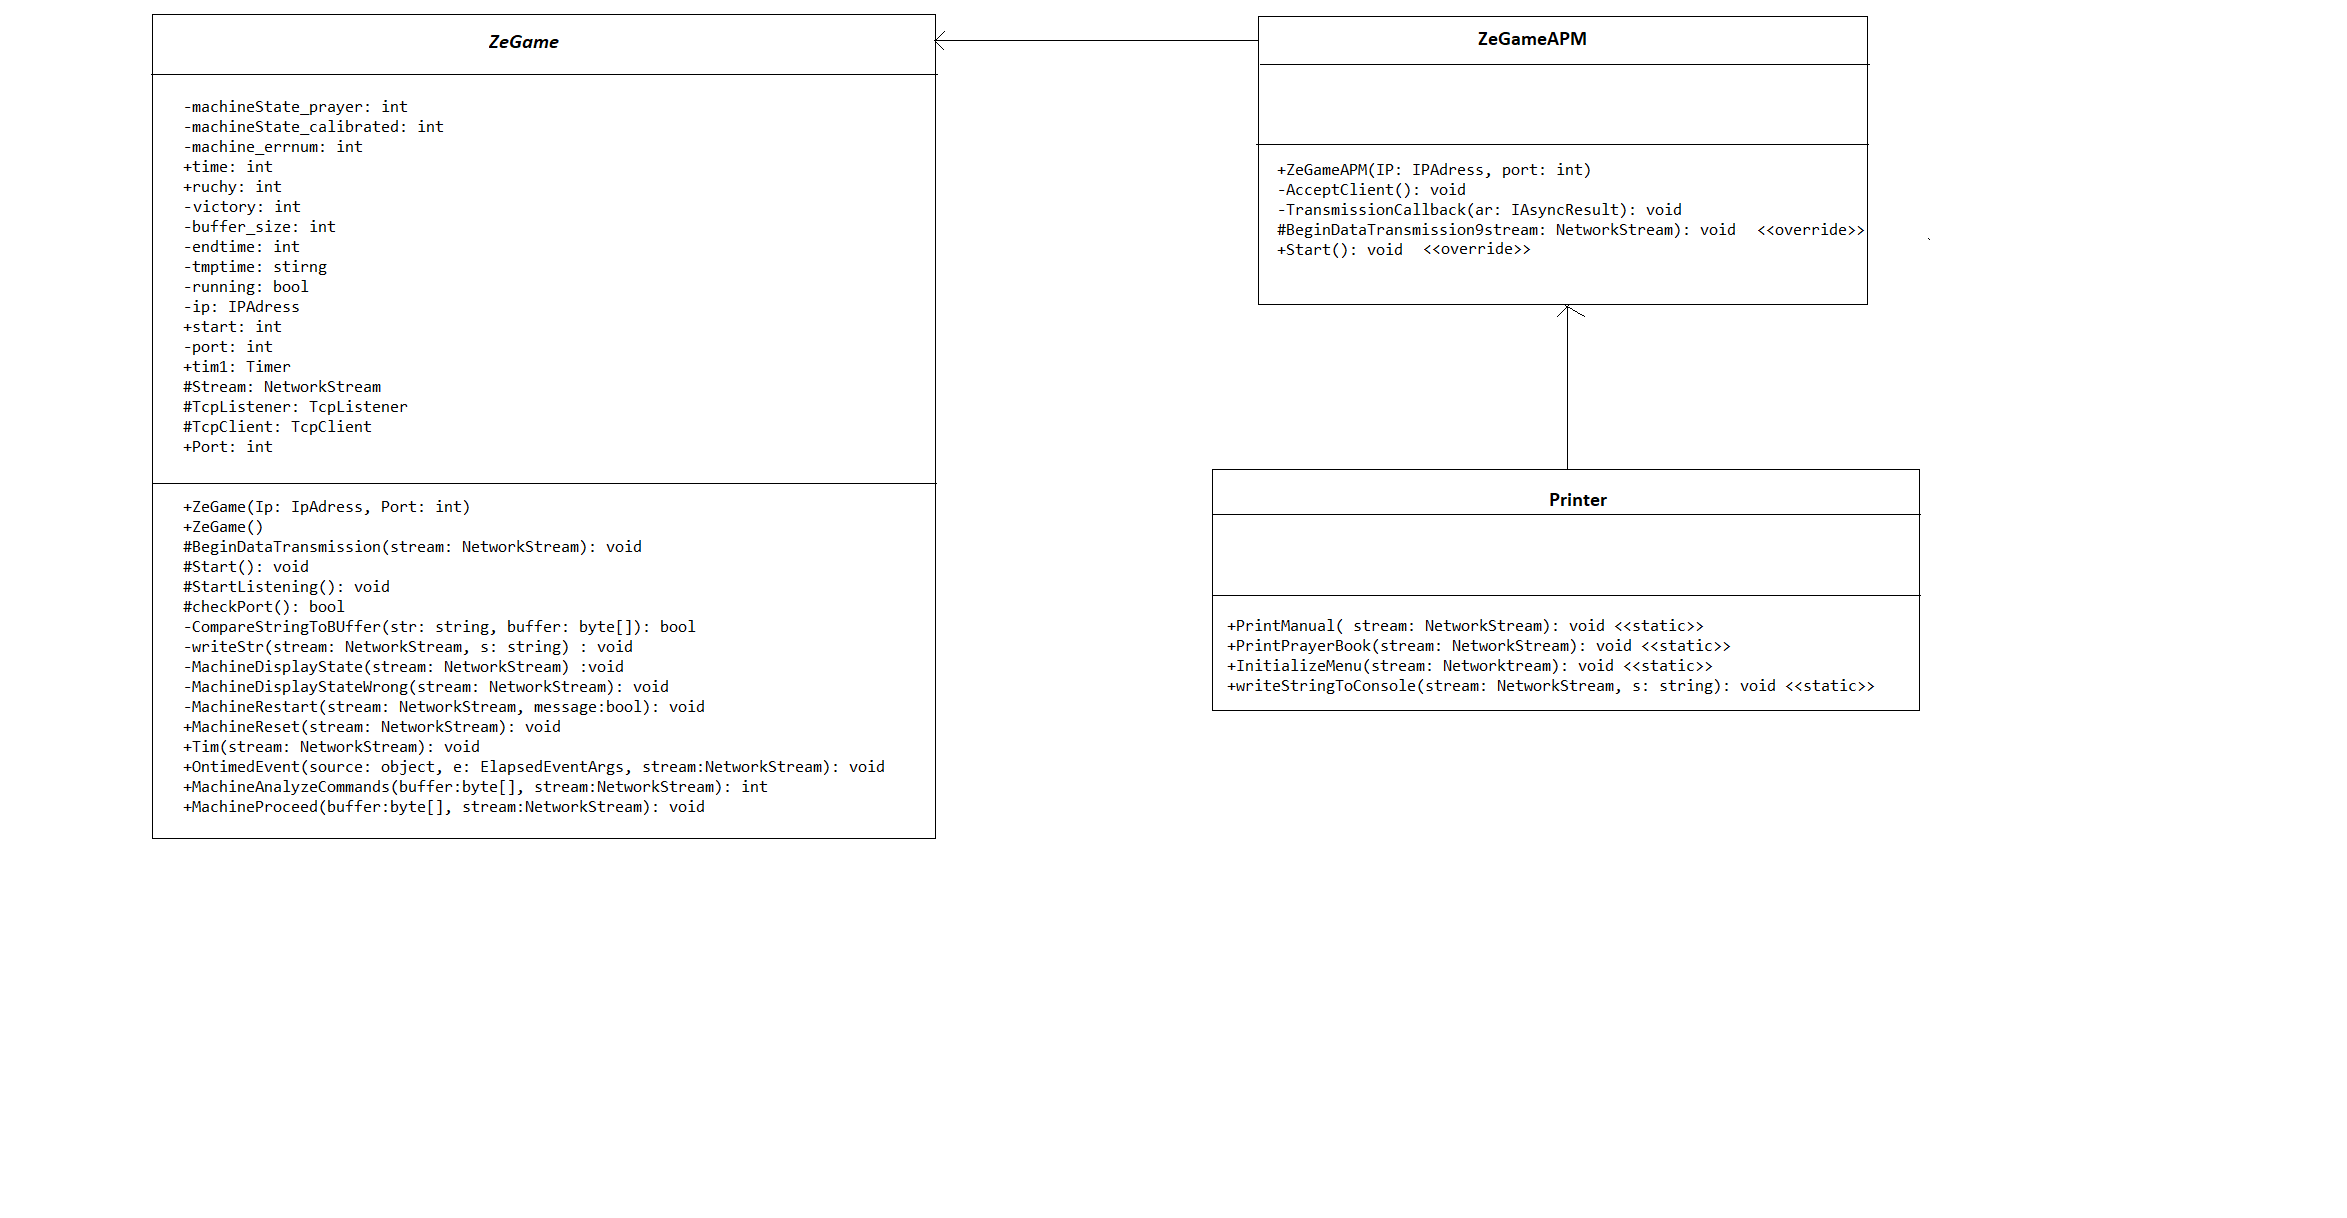 ZeGame
-machineState_prayer: int
-machineState_calibrated: int
-machine_errnum: int
+time: int
+ruchy: int
-victory: int
-buffer_size: int
-endtime: int
-tmptime: stirng
-running: bool
-ip: IPAdress
+start: int
-port: int
+tim1: Timer
#Stream: NetworkStream
#TcpListener: TcpListener
#TcpClient: TcpClient
+Port: int
+ZeGame(Ip: IpAdress, Port: int)
+ZeGame()
#BeginDataTransmission(stream: NetworkStream): void
#Start(): void
#StartListening(): void
#checkPort(): bool
-CompareStringToBUffer(str: string, buffer: byte[]): bool
-writeStr(stream: NetworkStream, s: string) : void
-MachineDisplayState(stream: NetworkStream) :void
-MachineDisplayStateWrong(stream: NetworkStream): void
-MachineRestart(stream: NetworkStream, message:bool): void
+MachineReset(stream: NetworkStream): void
+Tim(stream: NetworkStream): void
+OntimedEvent(source: object, e: ElapsedEventArgs, stream:NetworkStream): void
+MachineAnalyzeCommands(buffer:byte[], stream:NetworkStream): int
+MachineProceed(buffer:byte[], stream:NetworkStream): void
ZeGameAPM
+ZeGameAPM(IP: IPAdress, port: int)
-AcceptClient(): void
-TransmissionCallback(ar: IAsyncResult): void
#BeginDataTransmission9stream: NetworkStream): void <<override>>
+Start(): void <<override>>
Printer
+PrintManual( stream: NetworkStream): void <<static>>
+PrintPrayerBook(stream: NetworkStream): void <<static>>
+InitializeMenu(stream: Networktream): void <<static>>
+writeStringToConsole(stream: NetworkStream, s: string): void <<static>>